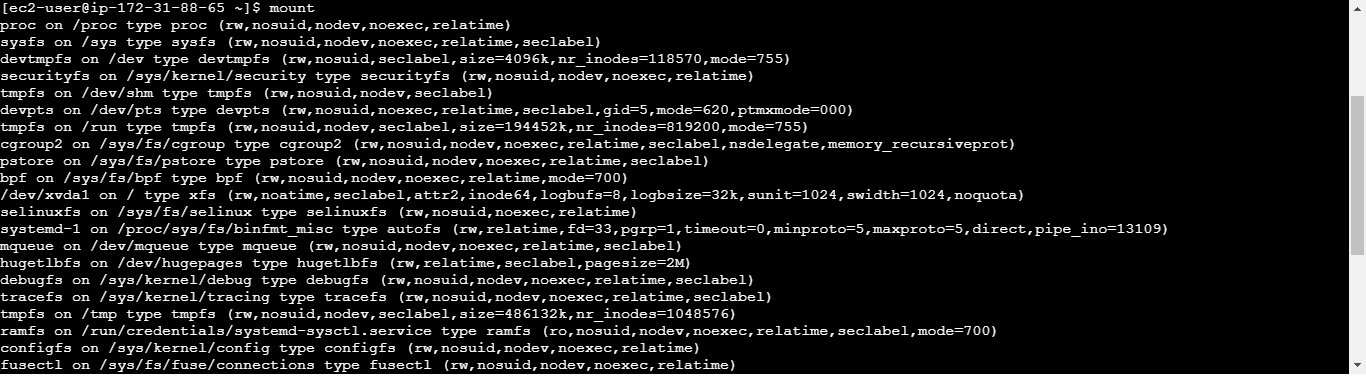 [ec2-user@ip-172-31-88-65 ~]$ mount
proc on /proc type proc (rw,nosuid,nodev,noexec,relatime)
sysfs on /sys type sysfs (rw,nosuid,nodev,noexec,relatime,seclabel)
devtmpfs on /dev type devtmpfs (rw,nosuid,seclabel,size=4096k,nr_inodes=118570,mode=755)
securityfs on /sys/kernel/security type securityfs (rw,nosuid,nodev,noexec,relatime)
tmpfs on /dev/shm type tmpfs (rw,nosuid,nodev,seclabel)
devpts on /dev/pts type devpts (rw,nosuid,noexec,relatime,seclabel,gid=5,mode=620,ptmxmode=000)
tmpfs on /run type tmpfs (rw,nosuid,nodev,seclabel,size=194452k,nr_inodes=819200,mode=755)
cgroup2 on /sys/fs/cgroup type cgroup2 (rw,nosuid,nodev,noexec,relatime,seclabel,nsdelegate,memory_recursiveprot)
pstore on /sys/fs/pstore type pstore (rw,nosuid,nodev,noexec,relatime,seclabel)
bpf on /sys/fs/bpf type bpf (rw,nosuid,nodev,noexec,relatime,mode=700)
/dev/xvda1 on / type xfs (rw,noatime,seclabel,attr2,inode64,logbufs=8,logbsize=32k,sunit=1024,swidth=1024,noquota)
selinuxfs on /sys/fs/selinux type selinuxfs (rw,nosuid,noexec,relatime)
systemd-1 on /proc/sys/fs/binfmt_misc type autofs (rw,relatime,fd=33,pgrp=1,timeout=0,minproto=5,maxproto=5,direct,pipe_ino=13109)
mqueue on /dev/mqueue type mqueue (rw,nosuid,nodev,noexec,relatime,seclabel)
hugetlbfs on /dev/hugepages type hugetlbfs (rw,relatime,seclabel,pagesize=2M)
debugfs on /sys/kernel/debug type debugfs (rw,nosuid,nodev,noexec,relatime,seclabel)
tracefs on /sys/kernel/tracing type tracefs (rw,nosuid,nodev,noexec,relatime,seclabel)
tmpfs on /tmp type tmpfs (rw,nosuid,nodev,seclabel,size=486132k,nr_inodes=1048576)
ramfs on /run/credentials/systemd-sysctl.service type ramfs (ro,nosuid,nodev,noexec,relatime,seclabel,mode=700)
configfs on /sys/kernel/config type configfs (rw,nosuid,nodev,noexec,relatime)
fusectl on /sys/fs/fuse/connections type fusectl (rw,nosuid,nodev,noexec,relatime)